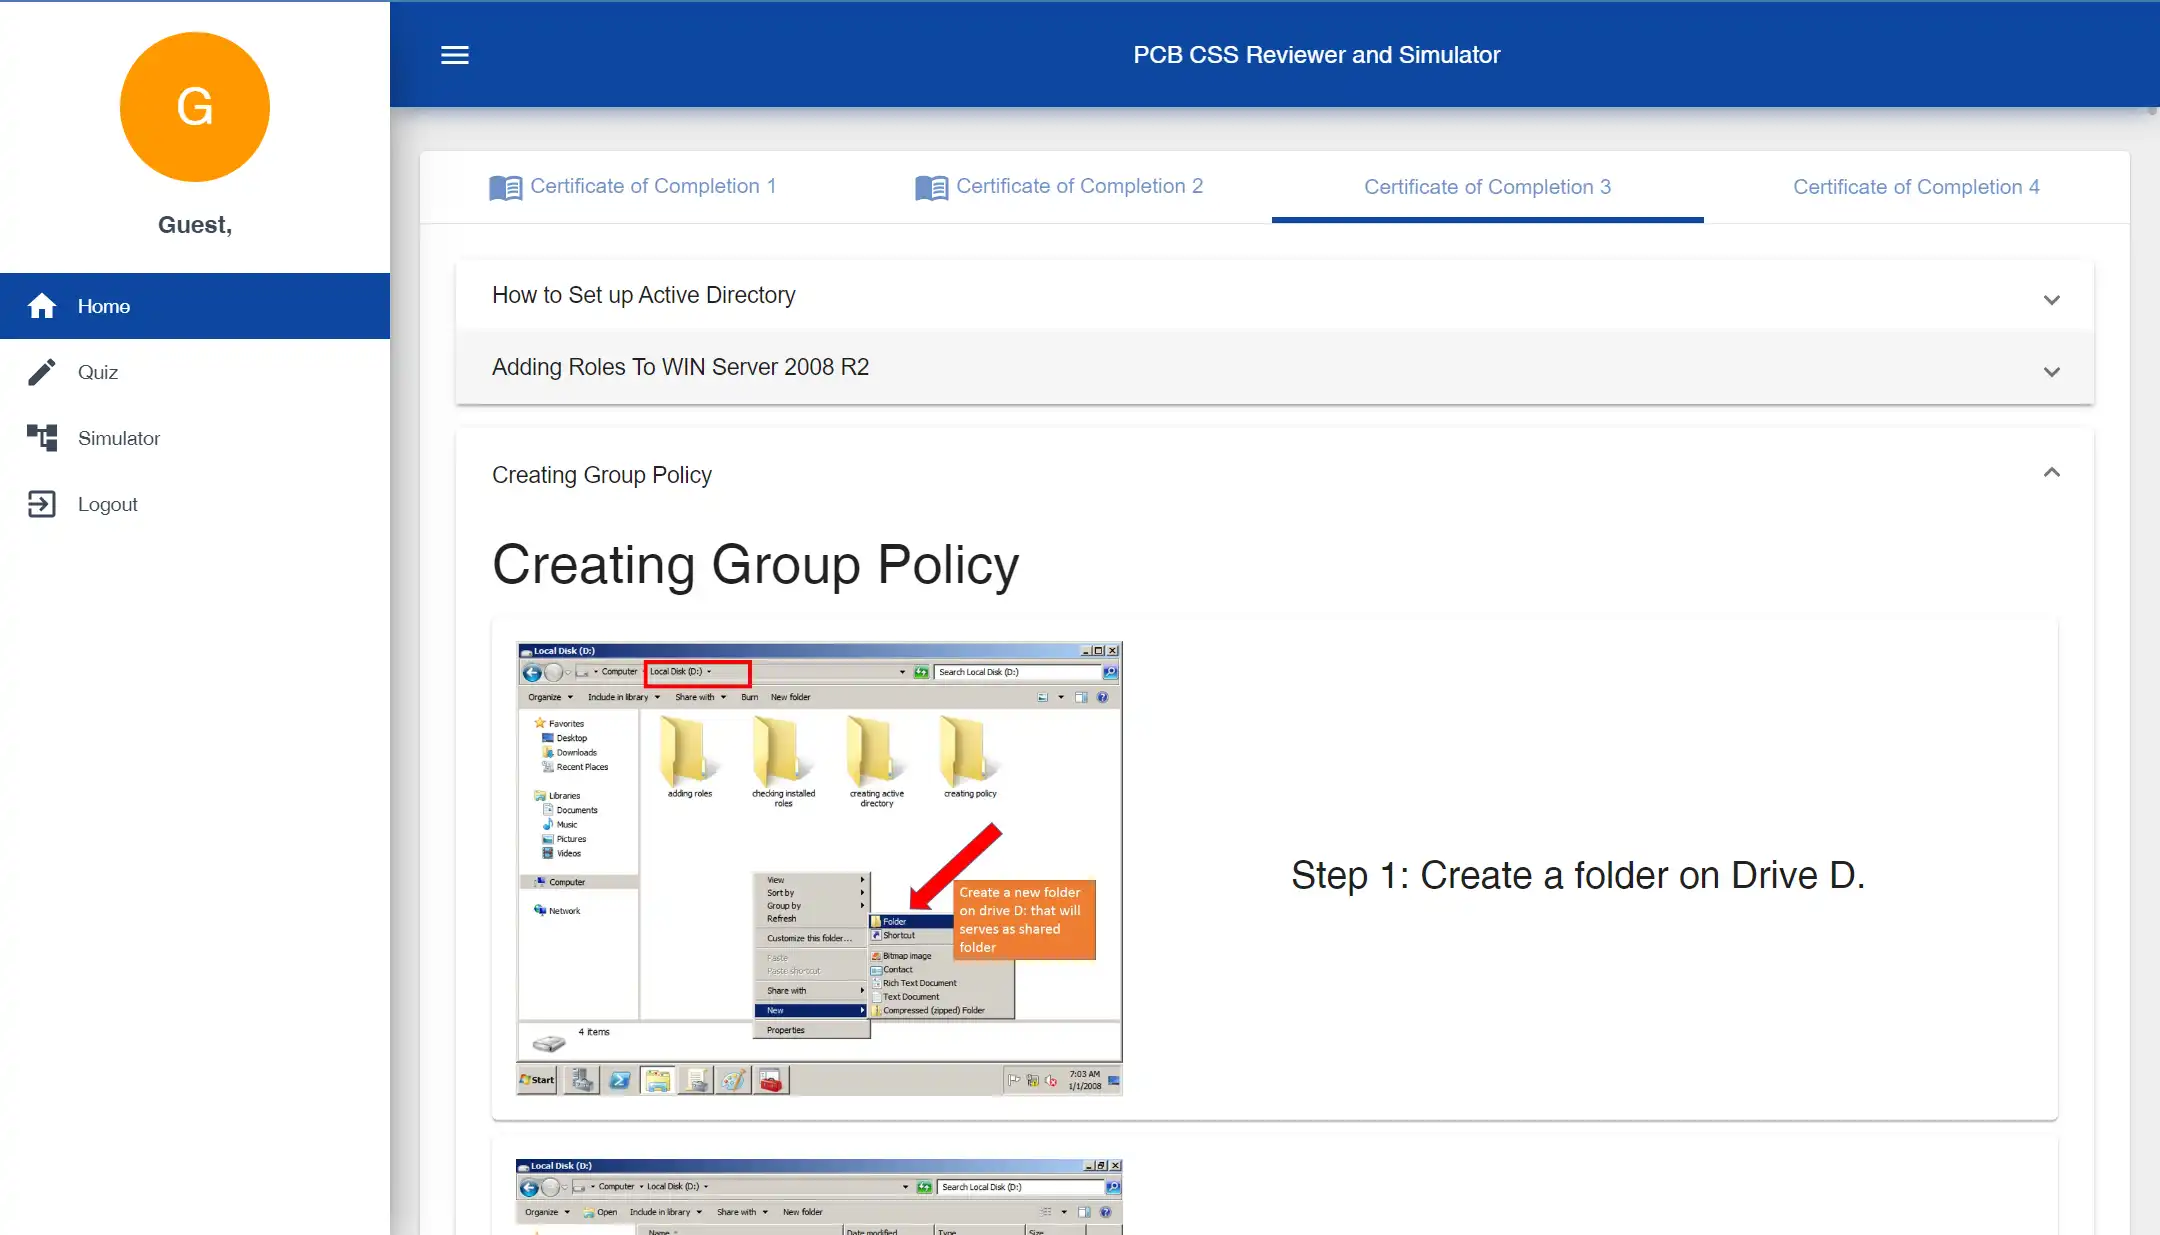 G
Guest,
Home
Quiz
Simulator
Logout
PCB CSS Reviewer and Simulator
Certificate of Completion 1
Certificate of Completion 2
Certificate of Completion 3
Certificate of Completion 4
How to Set up Active Directory
Adding Roles To WIN Server 2008 R2
Creating Group Policy
Creating Group Policy
Local Disk (D:)
Computer Local Disk (D:)
Search Local Disk (D:)
Organize Include in library Share with Burn New folder
Favorites
Desktop
Downloads
Recent Places
Libraries
Documents
Music
Pictures
Videos
Computer
Network
adding roles
checking installed
roles
creating active
directory
creating policy
View
Sort by
Group by
Refresh
Customize this folder...
Paste
Paste shortcut
Share with
New
Properties
Folder
Shortcut
Bitmap image
Contact
Rich Text Document
Text Document
Compressed (zipped) Folder
Create a new folder
on drive D: that will
serves as shared
folder
4 items
Start
7:03 AM
1/1/2008
Step 1: Create a folder on Drive D.
Local Disk (D:)
Computer Local Disk (D:)
Search Local Disk (D:)
Organize Open Include in library Share with New folder
Name Date modified Type Size